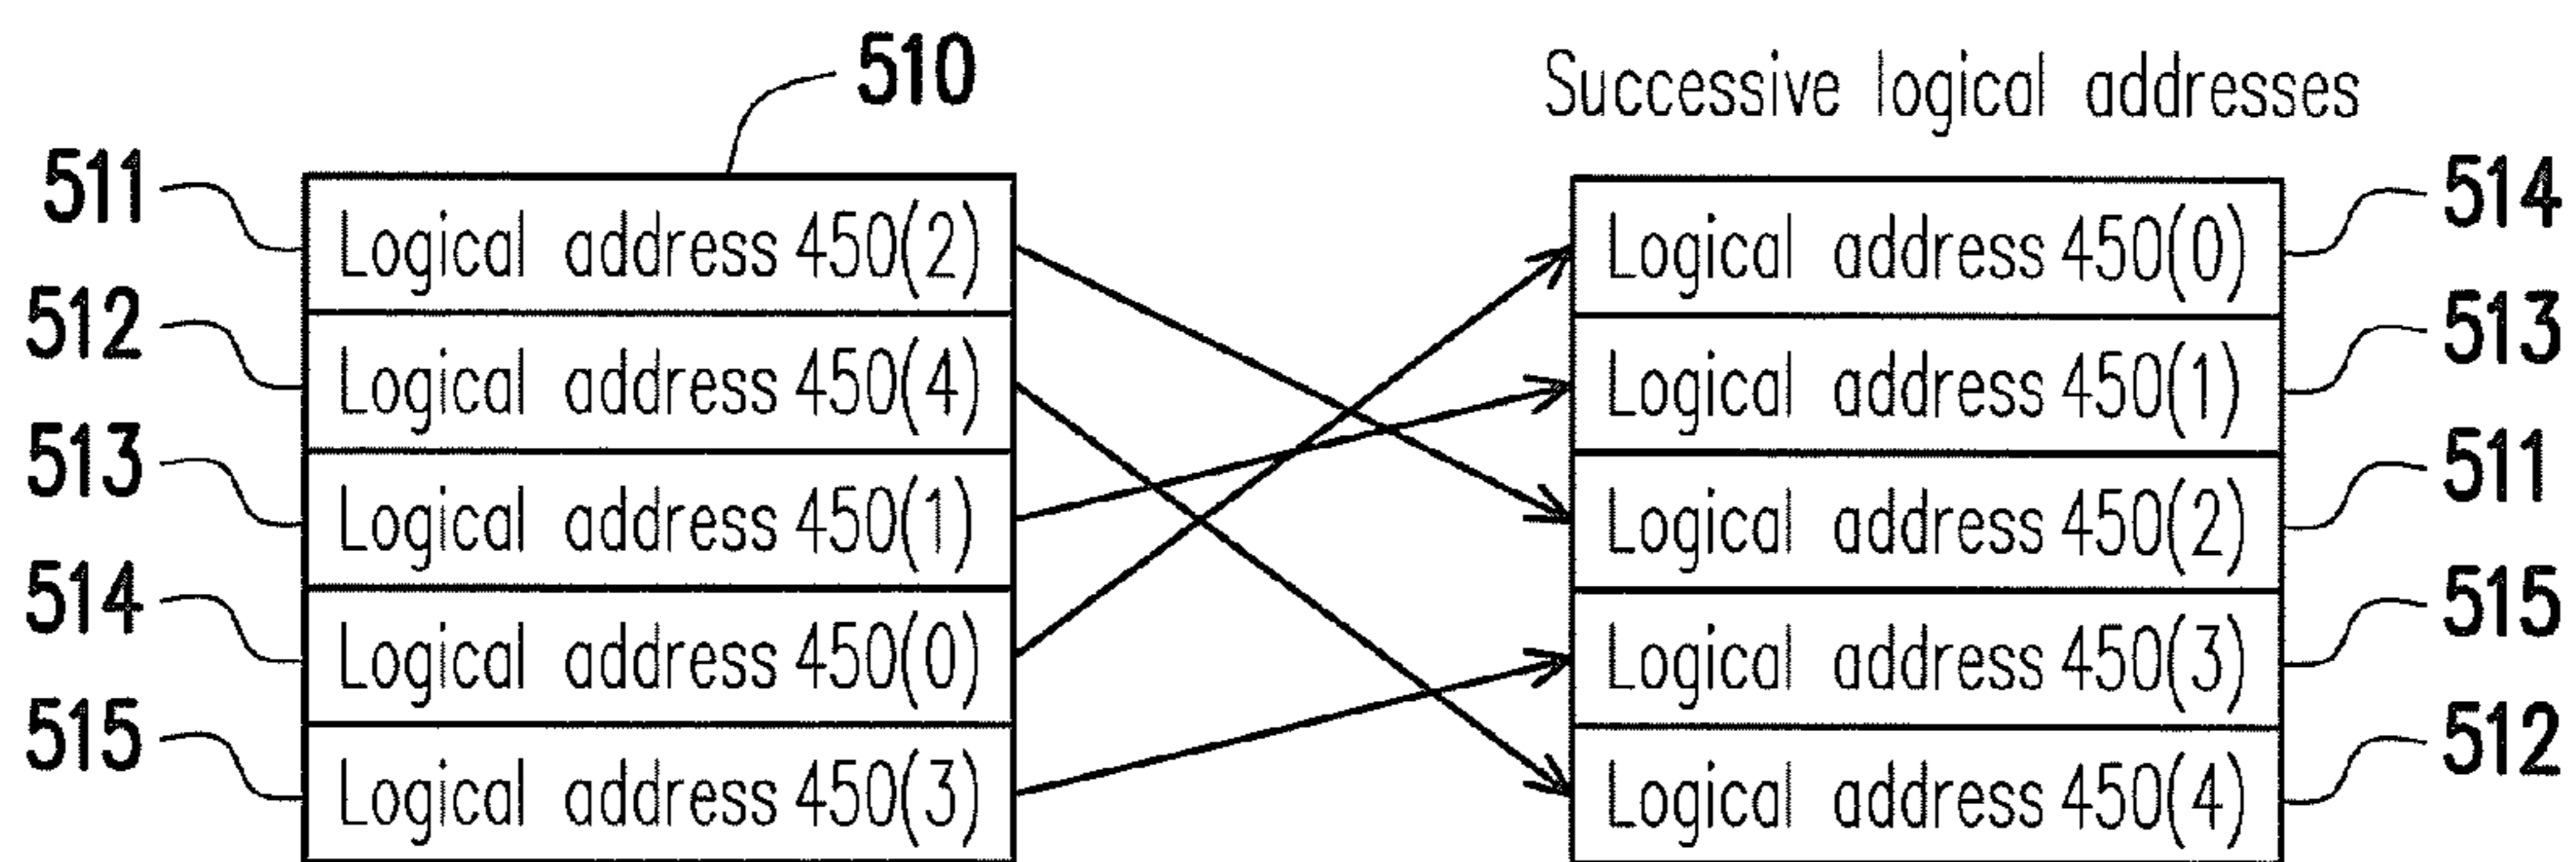 510
Successive logical addresses
511 Logical address 450(2)
512 Logical address 450(4)
513 Logical address 450(1)
514 Logical address 450(0)
515 Logical address 450(3)
Logical address 450(0) 514
Logical address 450(1) 513
Logical address 450(2) 511
Logical address 450(3) 515
Logical address 450(4) 512